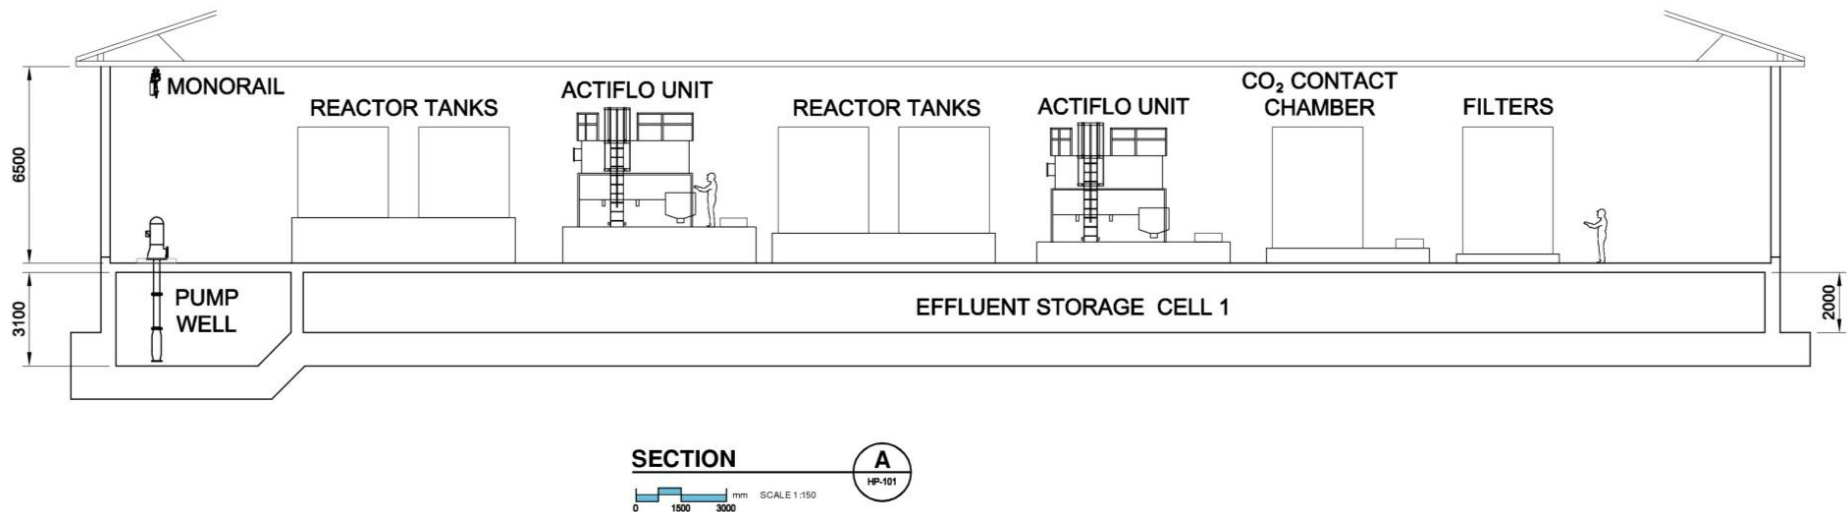 MONORAIL
REACTOR TANKS
ACTIFLO UNIT
REACTOR TANKS
ACTIFLO UNIT
CO₂ CONTACT
CHAMBER
FILTERS
6500
3100
PUMP
WELL
EFFLUENT STORAGE CELL 1
2000
SECTION
A
HP-101
mm SCALE 1:150
0 1500 3000